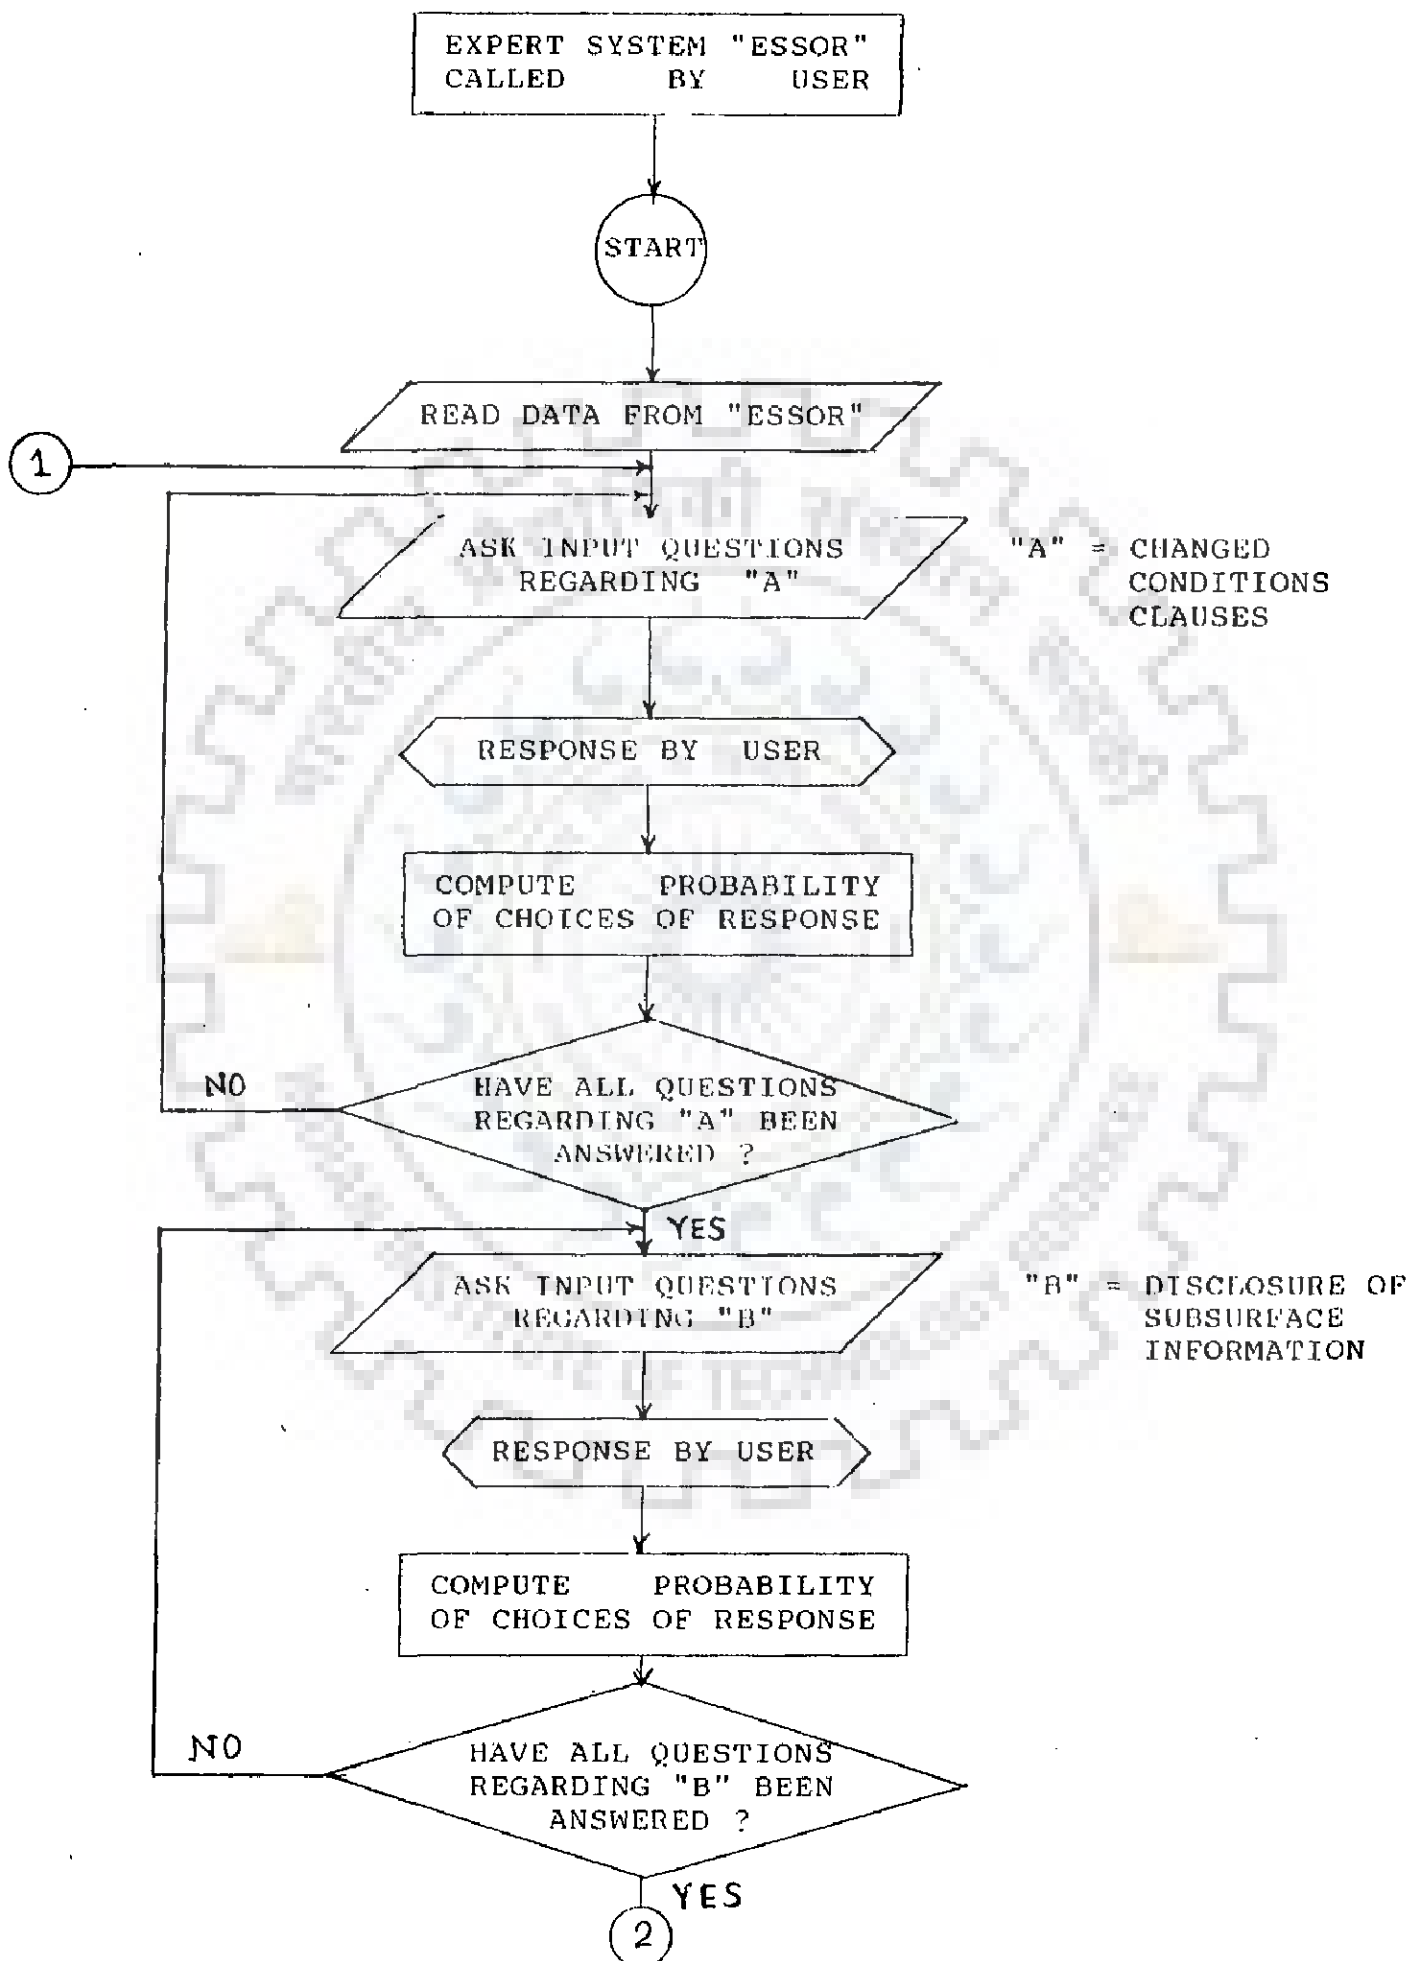 EXPERT SYSTEM "ESSOR"
CALLED BY USER
START
READ DATA FROM "ESSOR"
1
ASK INPUT QUESTIONS
REGARDING "A"
"A" = CHANGED
CONDITIONS
CLAUSES
RESPONSE BY USER
COMPUTE PROBABILITY
OF CHOICES OF RESPONSE
NO
HAVE ALL QUESTIONS
REGARDING "A" BEEN
ANSWERED ?
YES
ASK INPUT QUESTIONS
REGARDING "B"
"B" = DISCLOSURE OF
SUBSURFACE
INFORMATION
RESPONSE BY USER
COMPUTE PROBABILITY
OF CHOICES OF RESPONSE
NO
HAVE ALL QUESTIONS
REGARDING "B" BEEN
ANSWERED ?
YES
2